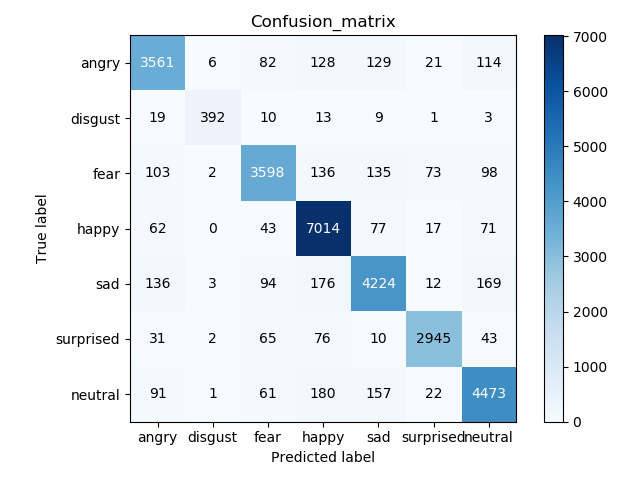 Confusion_matrix
angry 3561 6 82 128 129 21 114
disgust 19 392 10 13 9 1 3
fear 103 2 3598 136 135 73 98
happy 62 0 43 7014 77 17 71
sad 136 3 94 176 4224 12 169
surprised 31 2 65 76 10 2945 43
neutral 91 1 61 180 157 22 4473
angry disgust fear happy sad surprised neutral
Predicted label
True label
7000
6000
5000
4000
3000
2000
1000
0